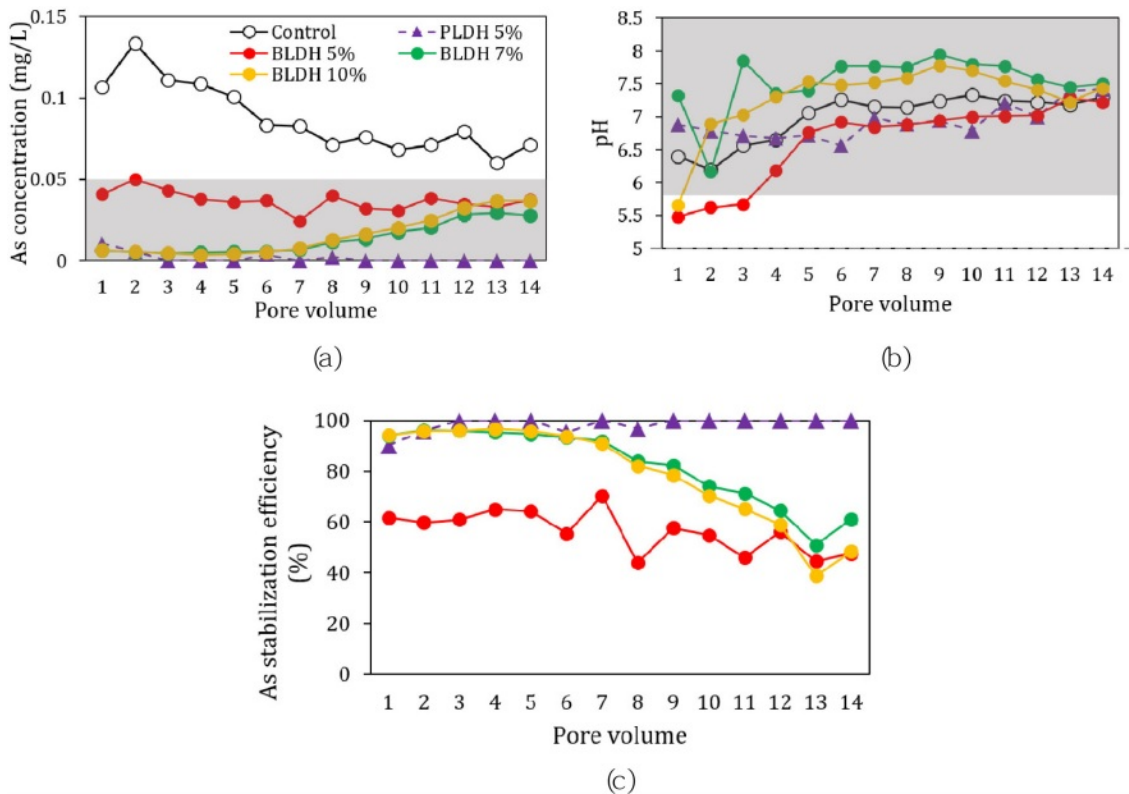 As concentration (mg/L)
0.15
0.1
0.05
0
Control
PLDH 5%
BLDH 5%
BLDH 7%
BLDH 10%
1 2 3 4 5 6 7 8 9 10 11 12 13 14
Pore volume
(a)
pH
8.5
8
7.5
7
6.5
6
5.5
5
1 2 3 4 5 6 7 8 9 10 11 12 13 14
Pore volume
(b)
As stabilization efficiency
(%)
100
80
60
40
20
0
1 2 3 4 5 6 7 8 9 10 11 12 13 14
Pore volume
(c)